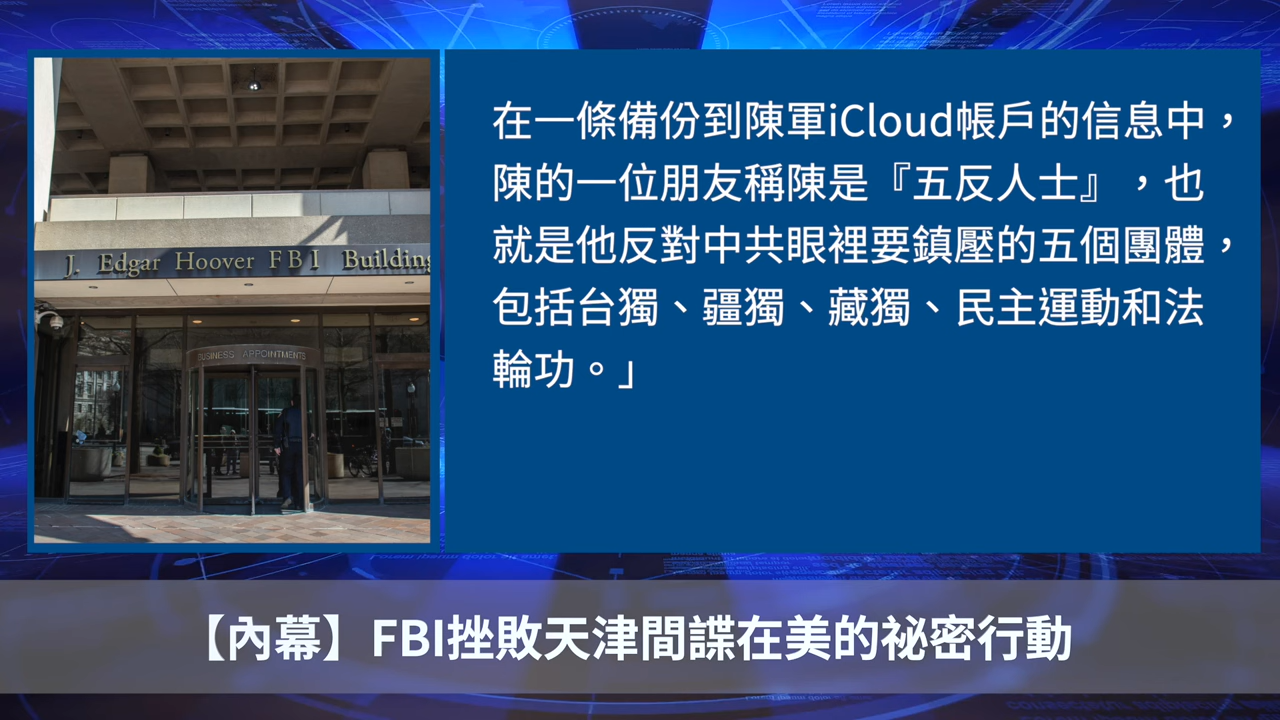 在一條備份到陳軍iCloud帳戶的信息中，
陳的一位朋友稱陳是『五反人士』，也
就是他反對中共眼裡要鎮壓的五個團體，
包括台獨、疆獨、藏獨、民主運動和法
輪功。」
J. Edgar Hoover FBI Building
BUSINESS APPOINTMENTS
【內幕】FBI挫敗天津間諜在美的祕密行動